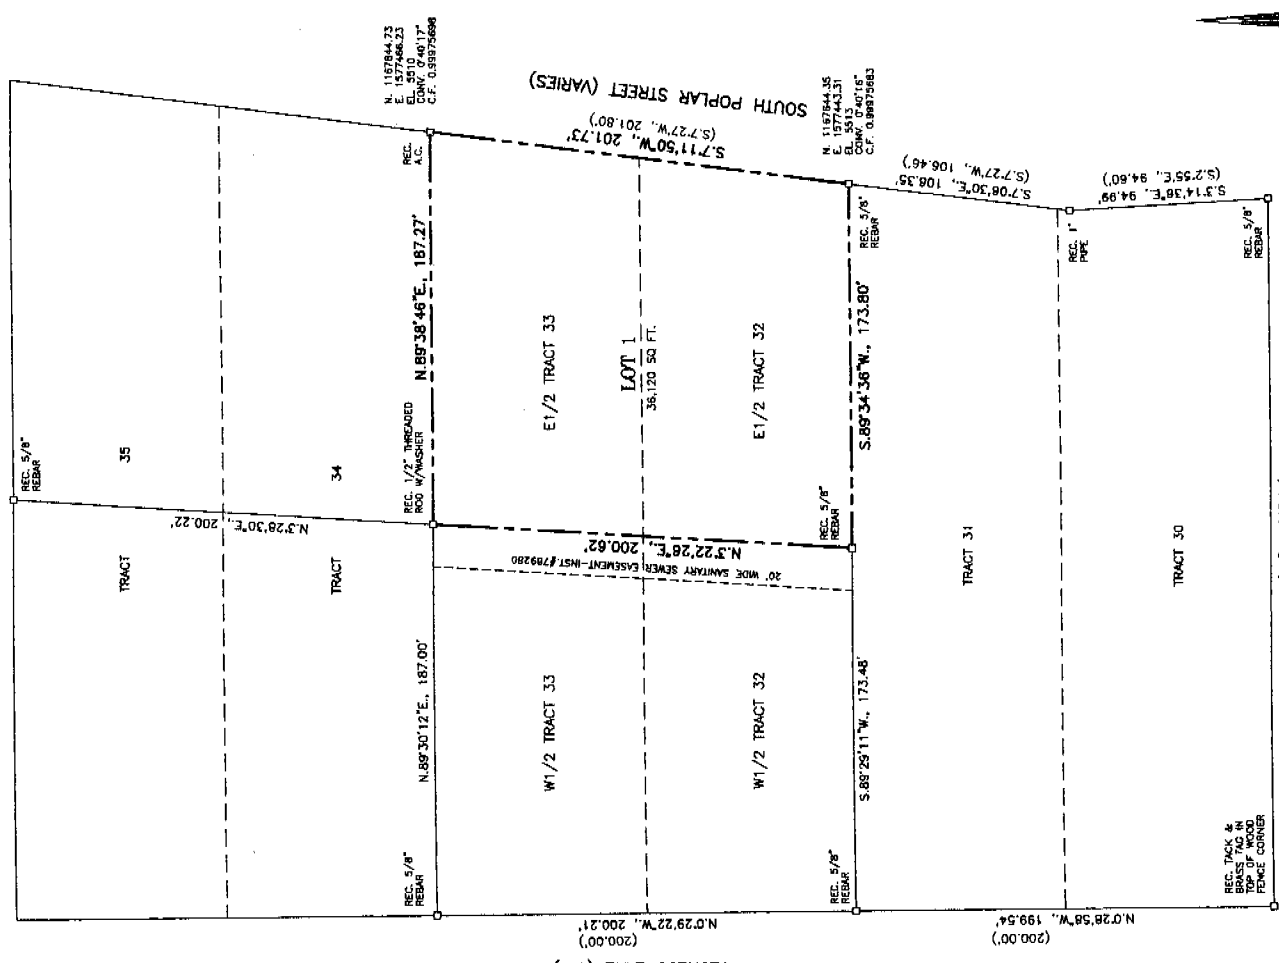 N. 1167844.73
E. 1577466.23
EL. 5510
CONV. 0°40'17"
C.F. 0.99975698
SOUTH POPLAR STREET (VARIES)
(S.7°27'W., 201.80')
S.7°11'50"W., 201.73'
N. 1167644.35
E. 1577443.31
EL. 5513
CONV. 0°40'16"
C.F. 0.99975683
REC.
A.C.
N.89°38'46"E., 187.27'
REC. 5/8"
REBAR
35
34
TRACT
TRACT
N.3°28'30"E., 200.22'
REC. 1/2" THREADED
ROD W/WASHER
E1/2 TRACT 33
LOT 1
36,120 SQ FT.
E1/2 TRACT 32
S.89°34'36"W., 173.80'
REC. 5/8"
REBAR
(S.7°27'W., 106.46')
S.7°06'30"E., 106.35'
REC. 1"
PIPE
(S.2°55'E., 94.60')
S.3°14'36"E., 94.99'
REC. 5/8"
REBAR
REC. 5/8"
REBAR
N.3°22'28"E., 200.62'
20' WIDE SANITARY SEWER EASEMENT-INST.#789280
TRACT 31
TRACT 30
N.89°30'12"E., 187.00'
W1/2 TRACT 33
W1/2 TRACT 32
S.89°29'11"W., 173.48'
REC. 5/8"
REBAR
REC. 5/8"
REBAR
REC. TACK &
BRASS TAG IN
TOP OF WOOD
FENCE CORNER
N.0°29'22"W., 200.21'
(200.00')
N.0°28'58"W., 199.54'
(200.00')